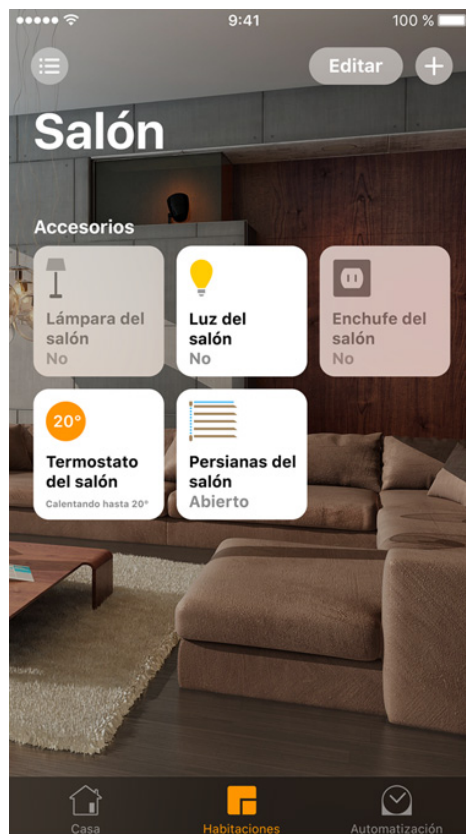 9:41
100 %
Editar
Salón
Accesorios
Lámpara del
salón
No
Luz del
salón
No
Enchufe del
salón
No
20°
Termostato
del salón
Calentando hasta 20°
Persianas del
salón
Abierto
Casa
Habitaciones
Automatización